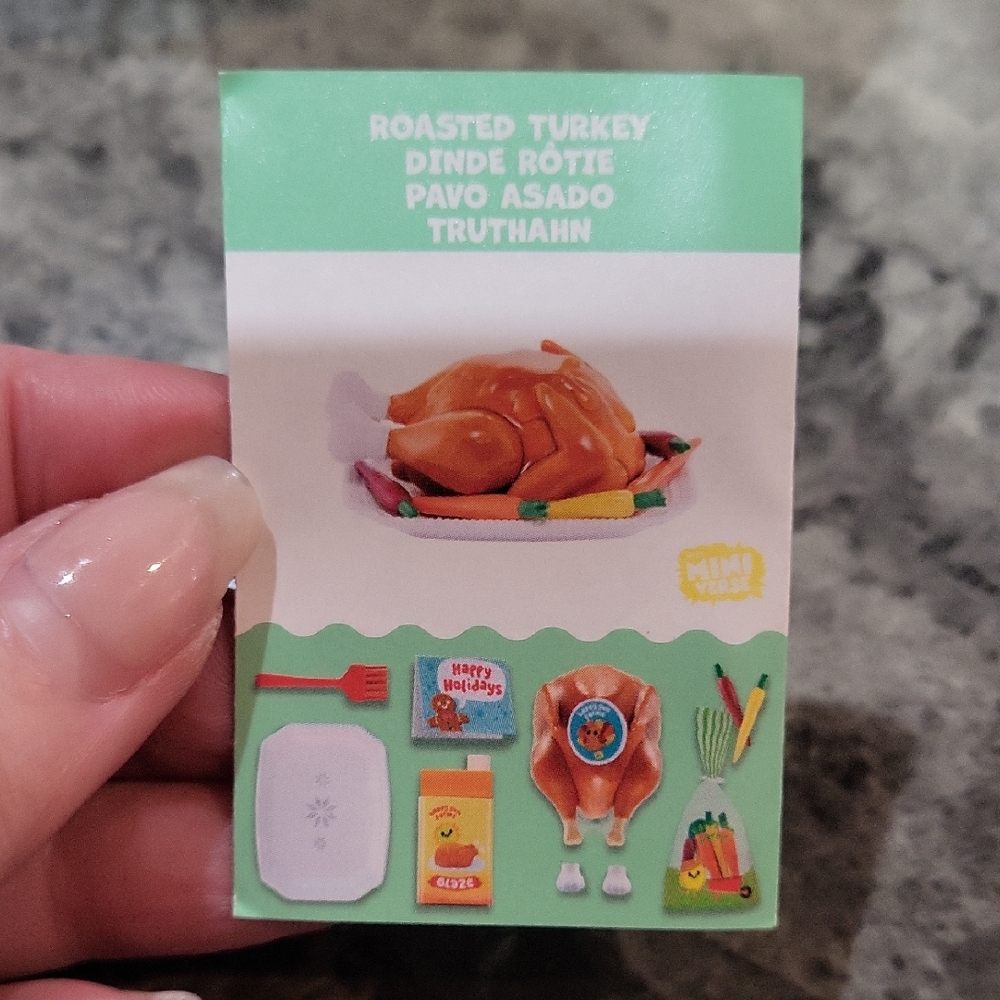 ROASTED TURKEY
DINDE RÔTIE
PAVO ASADO
TRUTHAHN
MINI
VERSE
Happy
Holidays
GLAZE